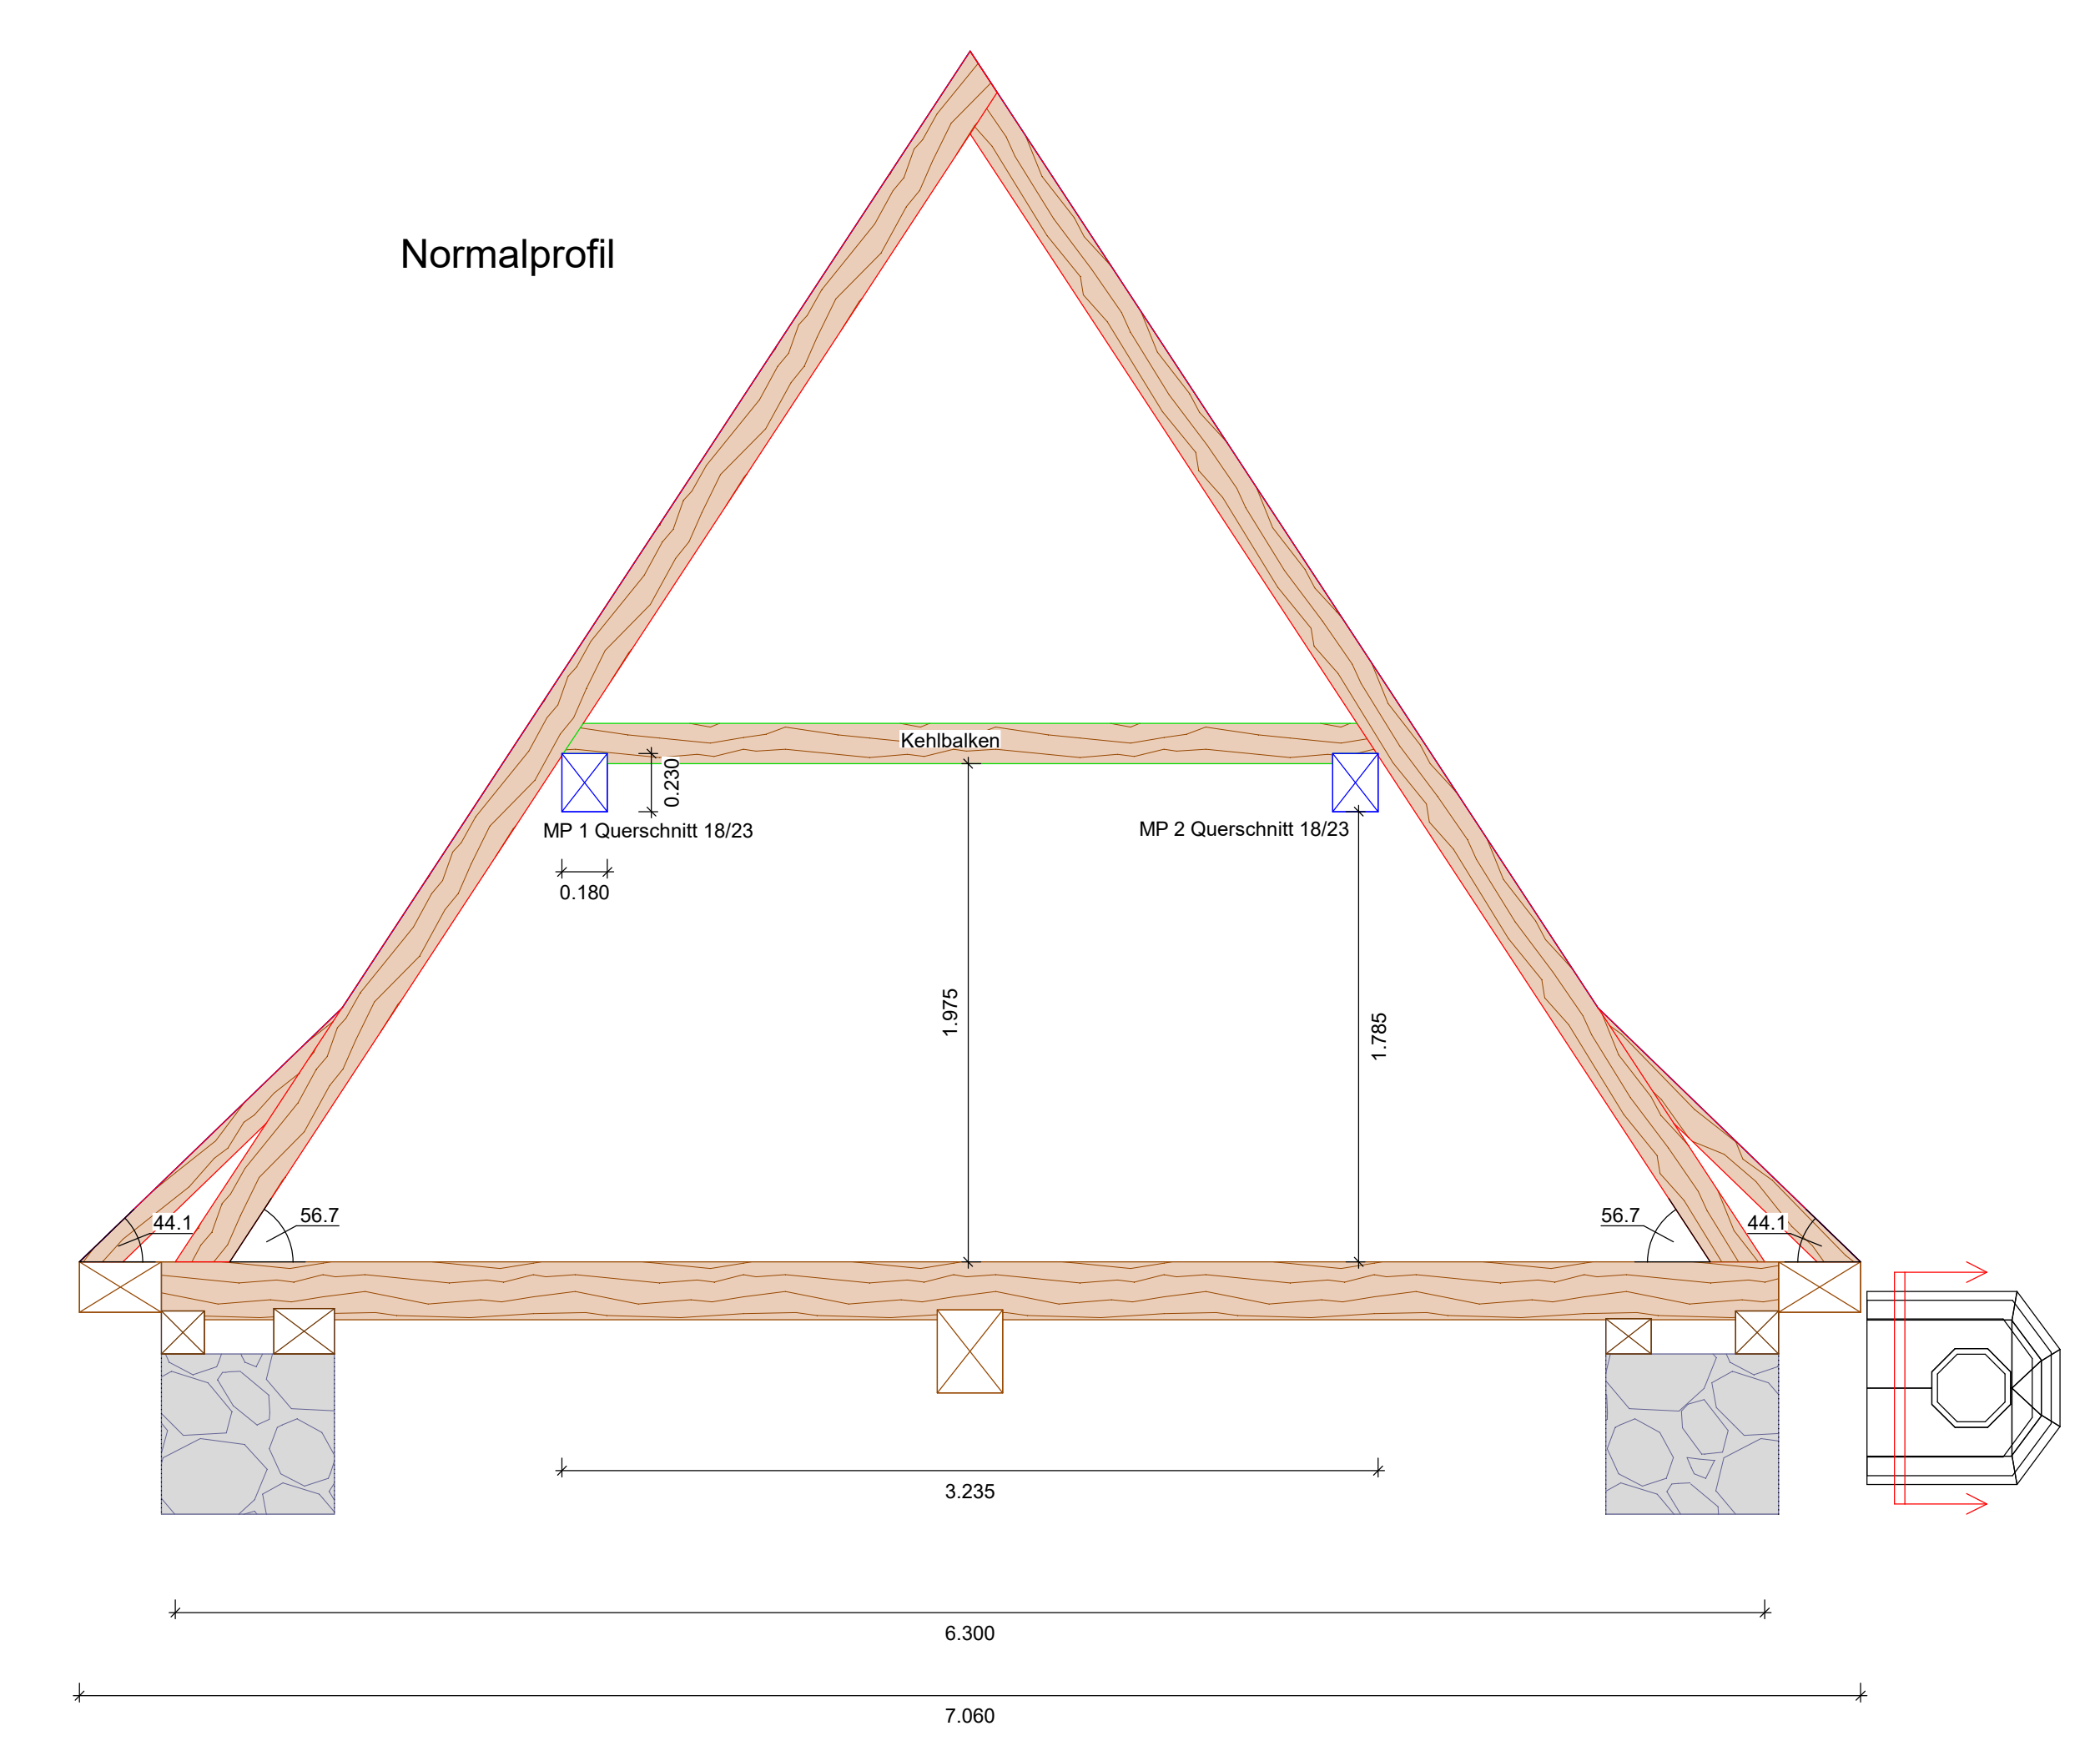 Normalprofil
Kehlbalken
0.230
MP 1 Querschnitt 18/23
MP 2 Querschnitt 18/23
0.180
1.975
1.785
44.1
56.7
56.7
44.1
3.235
6.300
7.060